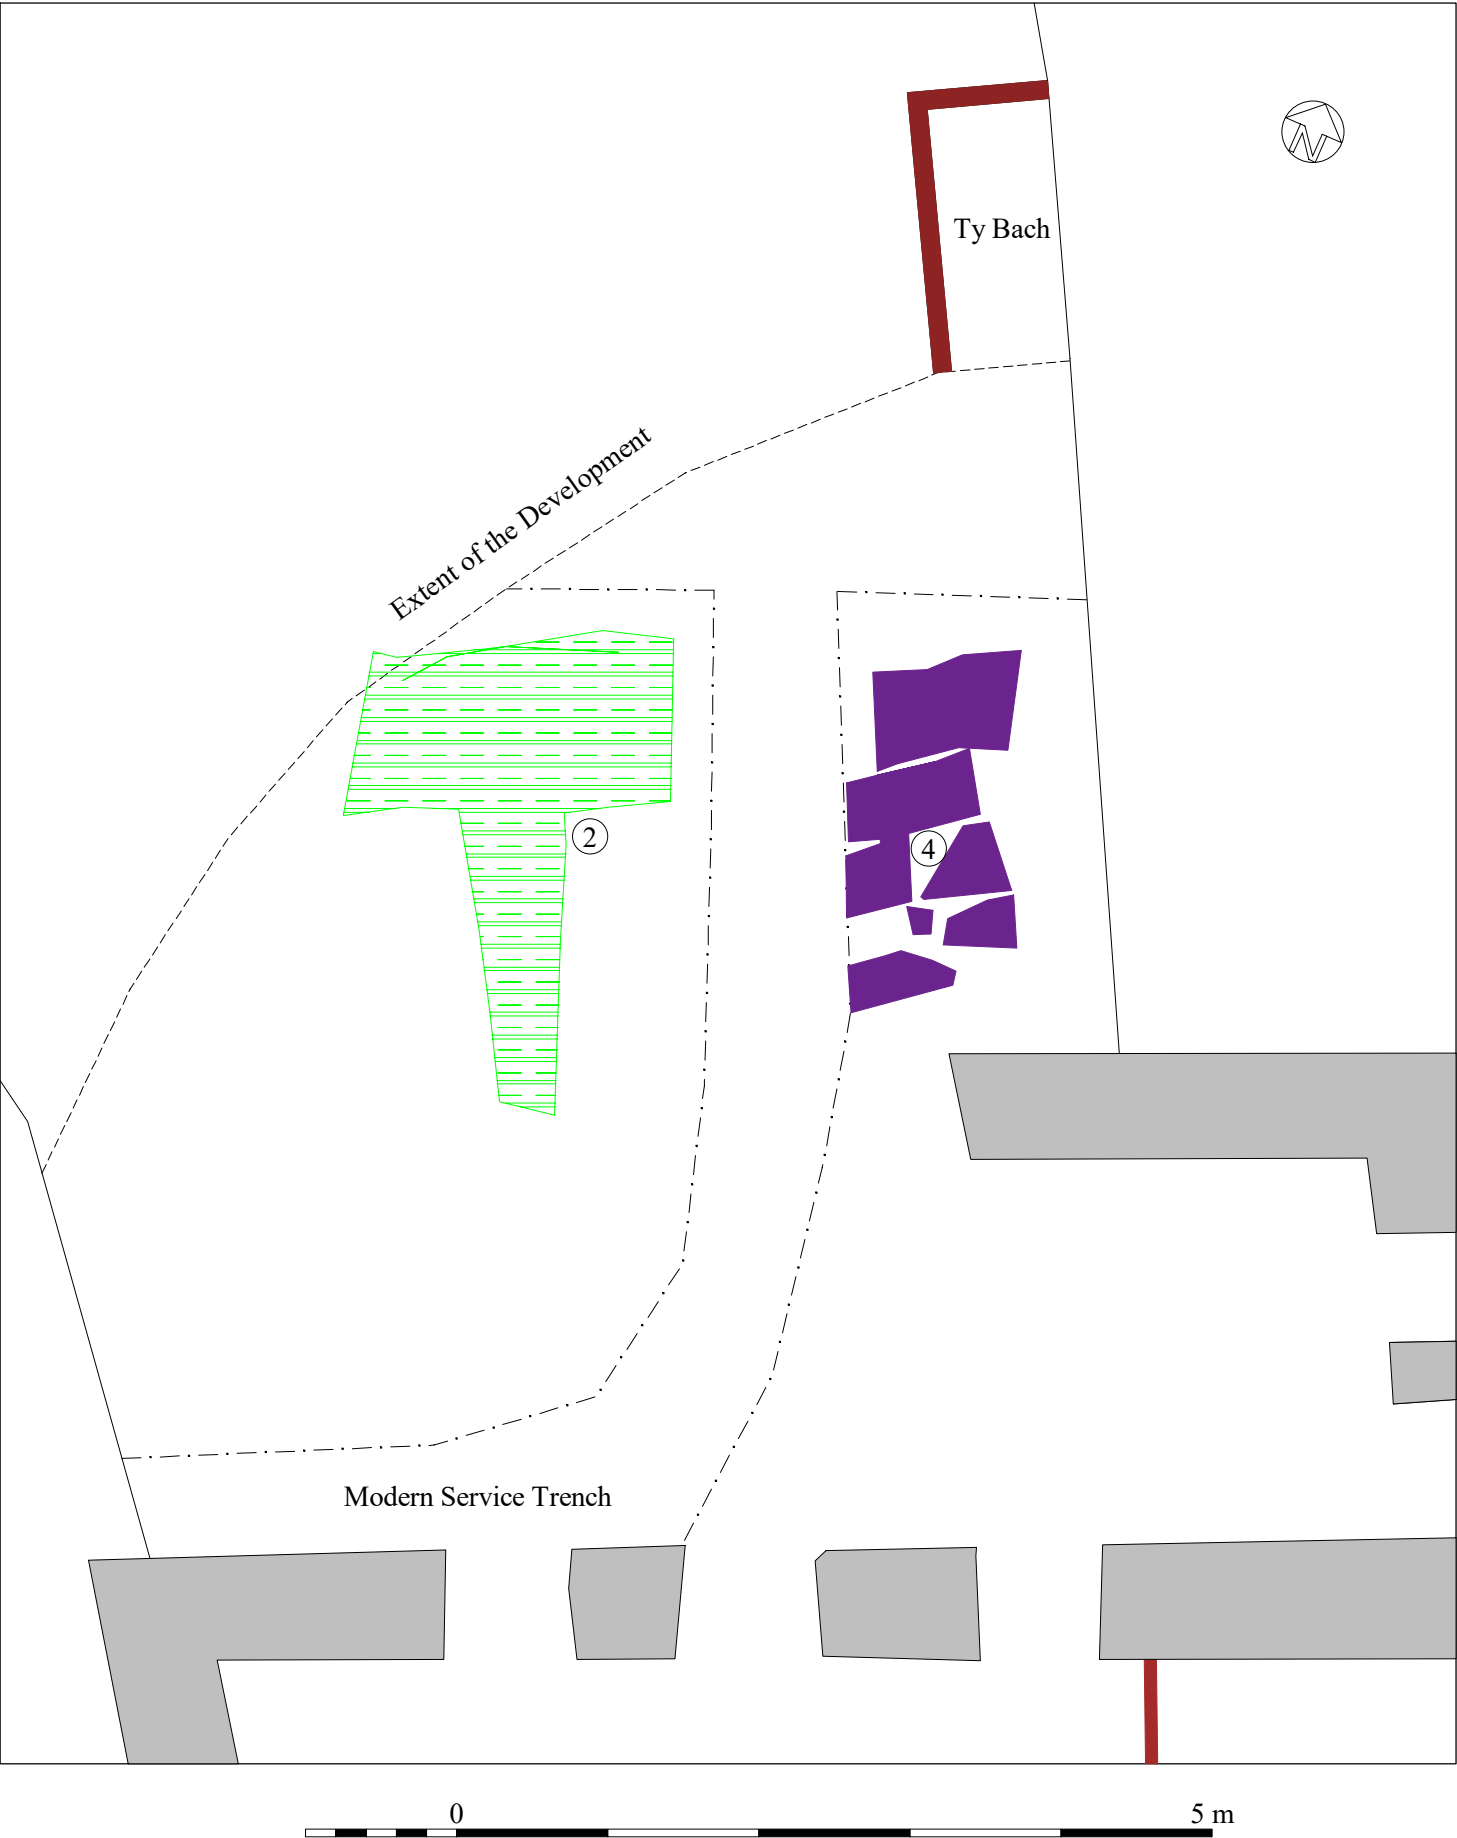 N
Ty Bach
Extent of the Development
2
4
Modern Service Trench
0
5 m